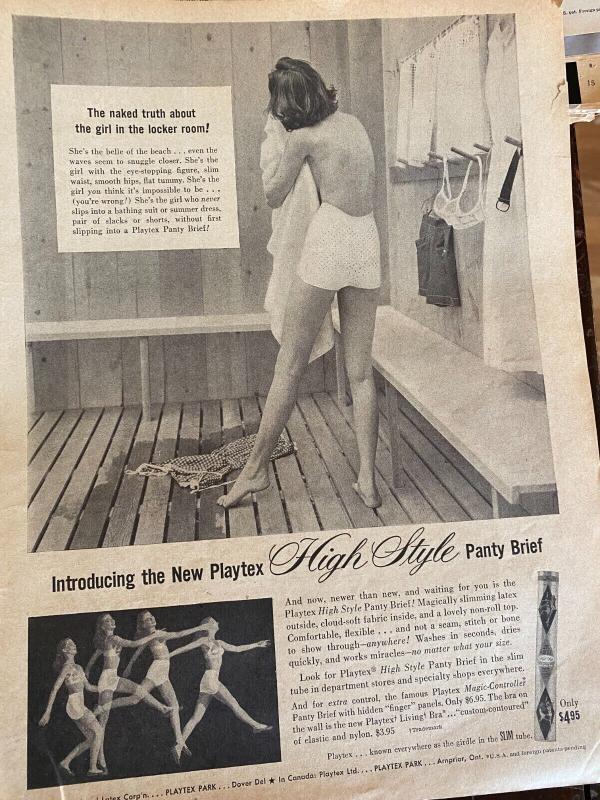 The naked truth about
the girl in the locker room!
She's the belle of the beach . . . even the
waves seem to snuggle closer. She's the
girl with the eye-stopping figure, slim
waist, smooth hips, flat tummy. She's the
girl you think it's impossible to be . . .
(you're wrong!) She's the girl who never
slips into a bathing suit or summer dress,
pair of slacks or shorts, without first
slipping into a Playtex Panty Brief!
Introducing the New Playtex High Style Panty Brief
And now, newer than new, and waiting for you is the
Playtex High Style Panty Brief! Magically slimming latex
outside, cloud-soft fabric inside, and a lovely non-roll top.
Comfortable, flexible . . . and not a seam, stitch or bone
to show through—anywhere! Washes in seconds, dries
quickly, and works miracles—no matter what your size.
Look for Playtex® High Style Panty Brief in the slim
tube in department stores and specialty shops everywhere.
And for extra control, the famous Playtex Magic-Controller
Panty Brief with hidden "finger" panels. Only $6.95. The bra on
the wall is the new Playtex† Living† Bra* . . . "custom-contoured"
of elastic and nylon. $3.95 †Trademark
Only
$4.95
Playtex . . . known everywhere as the girdle in the SLIM tube.
Latex Corp'n. . . . PLAYTEX PARK . . . Dover Del ★ In Canada: Playtex Ltd. . . . PLAYTEX PARK . . . Arnprior, Ont. *U.S.A. and foreign patents pending
15